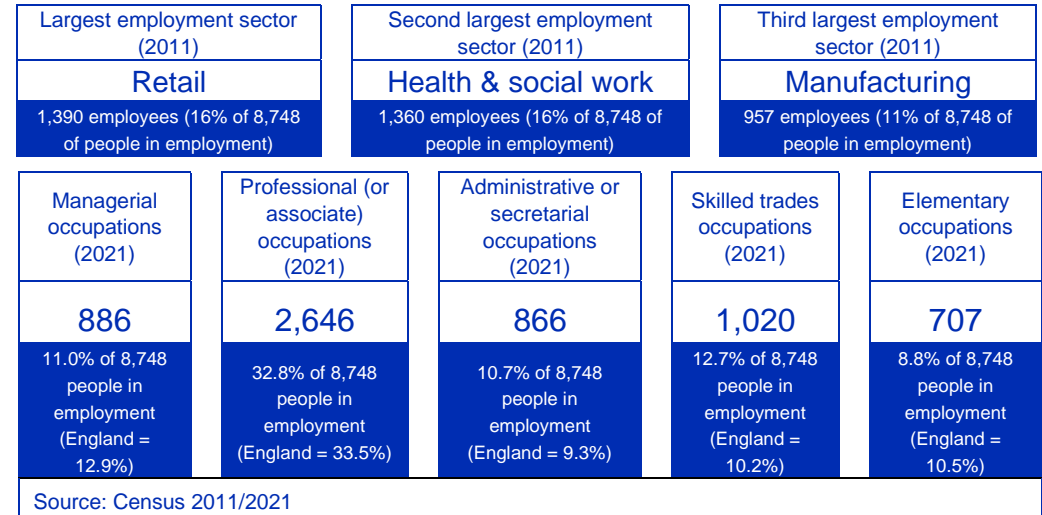 Largest employment sector
(2011)
Retail
1,390 employees (16% of 8,748
of people in employment)
Second largest employment
sector (2011)
Health & social work
1,360 employees (16% of 8,748 of
people in employment)
Third largest employment
sector (2011)
Manufacturing
957 employees (11% of 8,748 of
people in employment)
Managerial
occupations
(2021)
886
11.0% of 8,748
people in
employment
(England =
12.9%)
Professional (or
associate)
occupations
(2021)
2,646
32.8% of 8,748
people in
employment
(England = 33.5%)
Administrative or
secretarial
occupations
(2021)
866
10.7% of 8,748
people in
employment
(England = 9.3%)
Skilled trades
occupations
(2021)
1,020
12.7% of 8,748
people in
employment
(England =
10.2%)
Elementary
occupations
(2021)
707
8.8% of 8,748
people in
employment
(England =
10.5%)
Source: Census 2011/2021